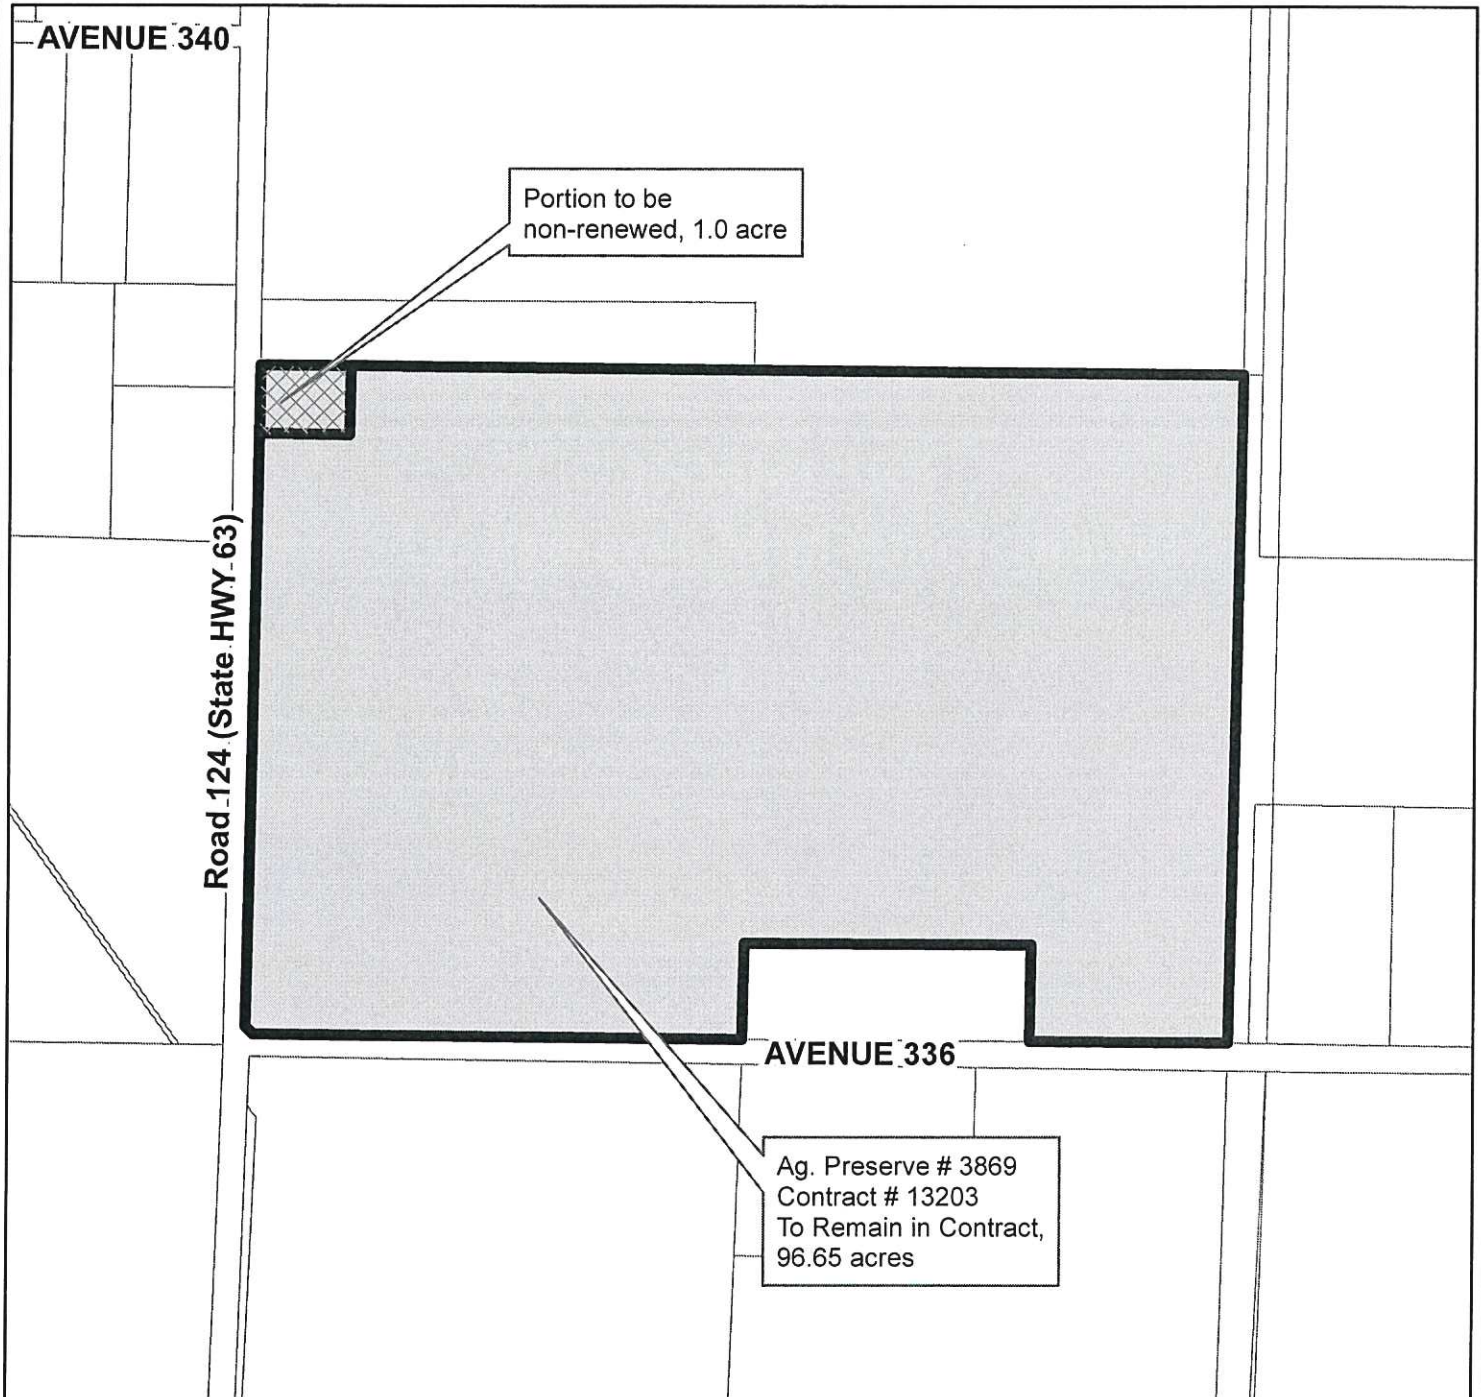 AVENUE 340
Portion to be
non-renewed, 1.0 acre
Road 124 (State HWY 63)
AVENUE 336
Ag. Preserve # 3869
Contract # 13203
To Remain in Contract,
96.65 acres